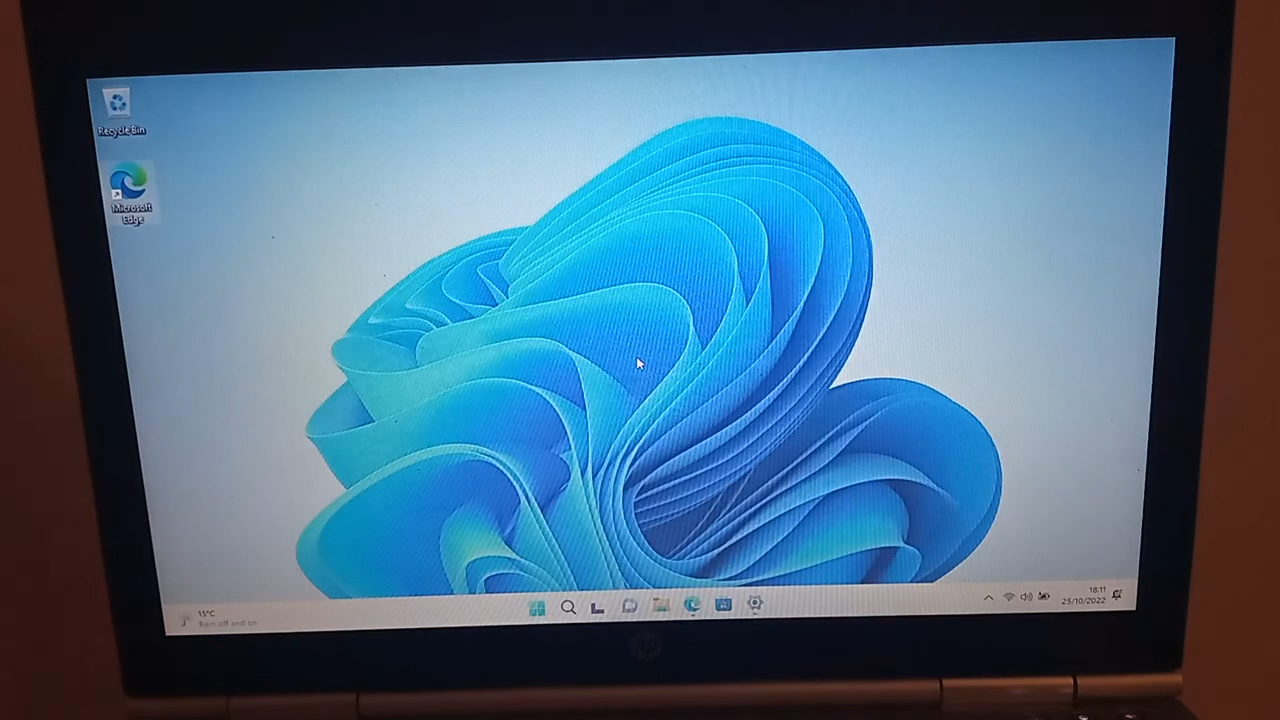 Recycle Bin
Microsoft
Edge
15°C
Rain off and on
18:11
25/10/2022
hp